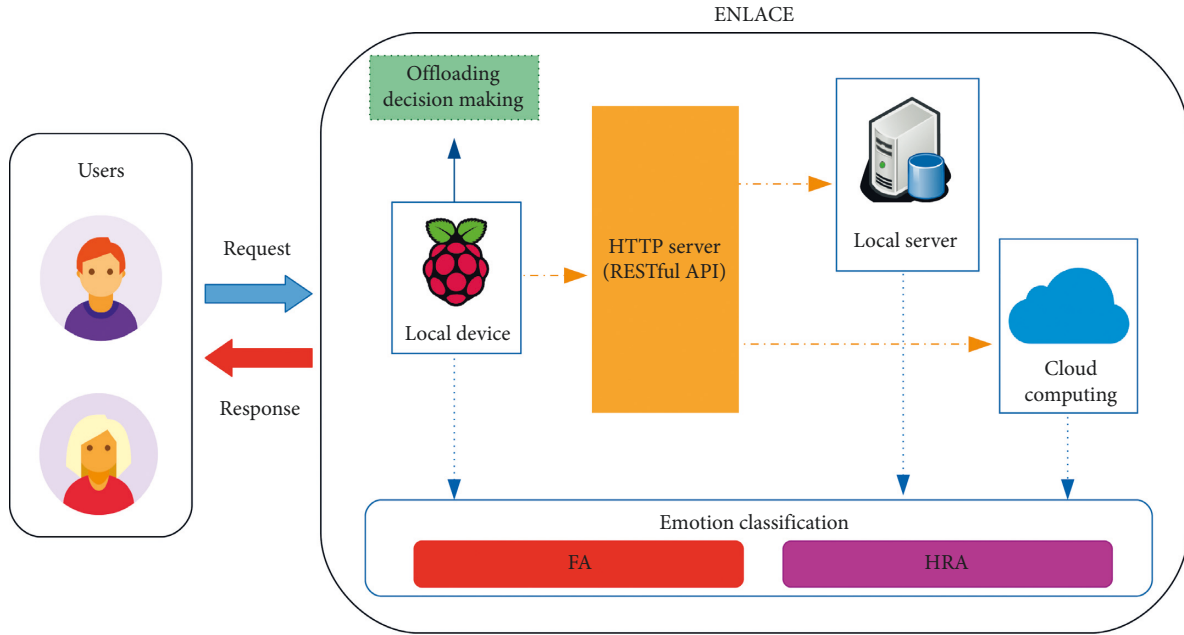 ENLACE
Offloading
decision making
Users
Request
Response
Local device
HTTP server
(RESTful API)
Local server
Cloud
computing
Emotion classification
FA
HRA